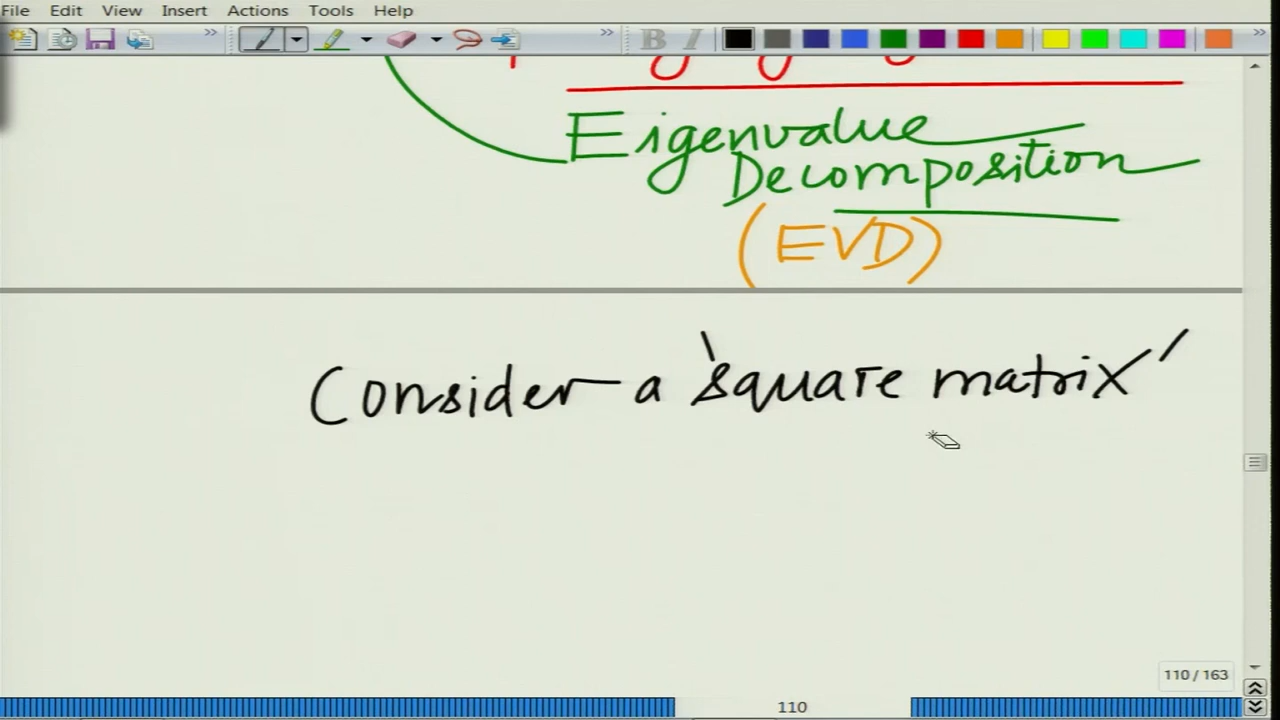 File Edit View Insert Actions Tools Help
B I
Eigenvalue
Decomposition
(EVD)
Consider a 'square matrix'
110 / 163
110